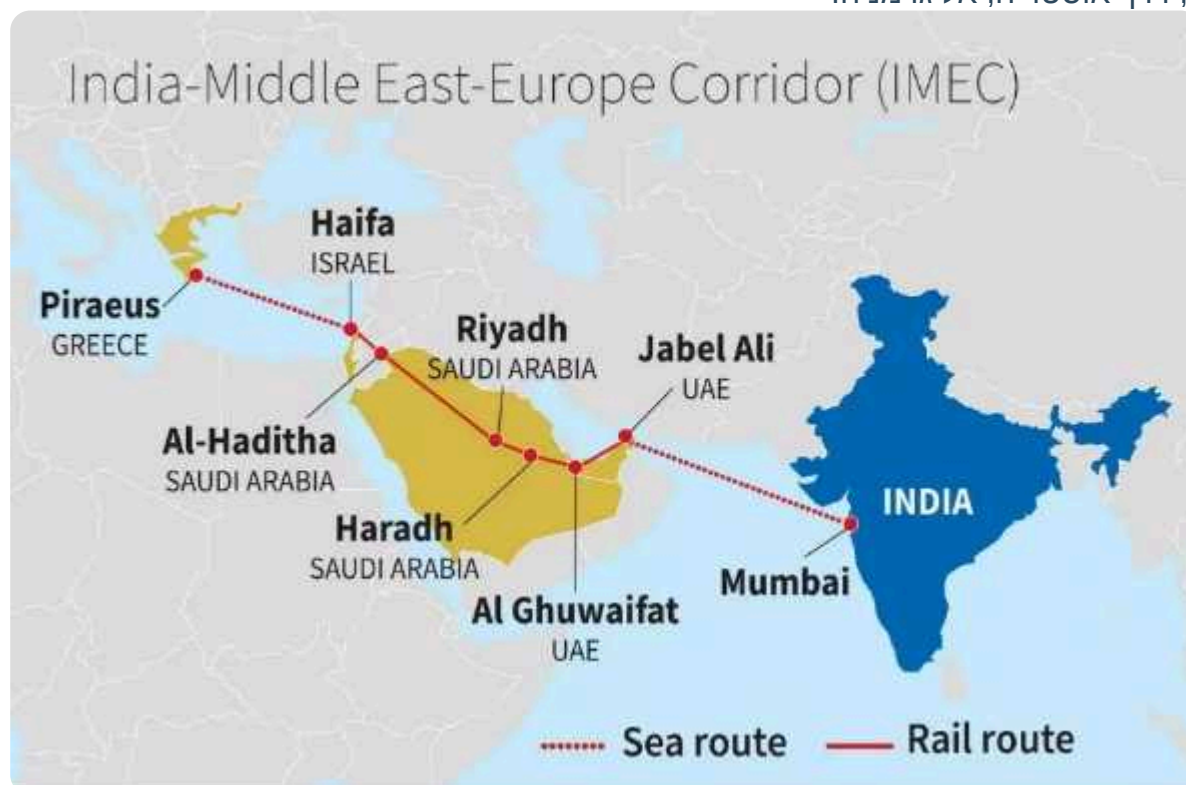 India-Middle East-Europe Corridor (IMEC)
Haifa
ISRAEL
Piraeus
GREECE
Riyadh
SAUDI ARABIA
Jabel Ali
UAE
Al-Haditha
SAUDI ARABIA
INDIA
Haradh
SAUDI ARABIA
Mumbai
Al Ghuwaifat
UAE
Sea route
Rail route